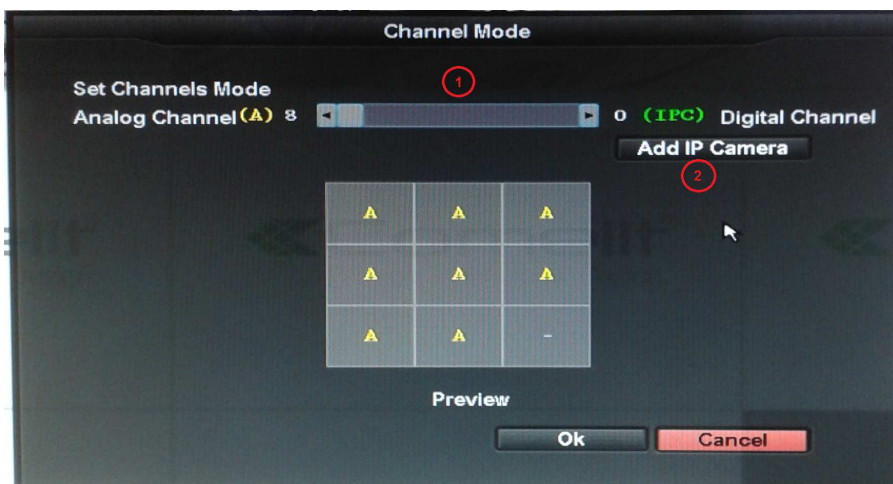 Channel Mode
1
Set Channels Mode
Analog Channel(A) 8 0 (IPC) Digital Channel
Add IP Camera
2
A A A
A A A
A A -
Preview
Ok Cancel